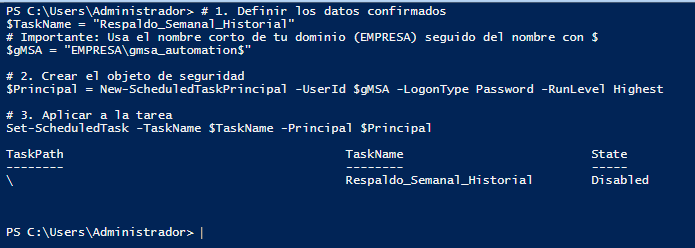 PS C:\Users\Administrador> # 1. Definir los datos confirmados
$TaskName = "Respaldo_Semanal_Historial"
# Importante: Usa el nombre corto de tu dominio (EMPRESA) seguido del nombre con $
$gMSA = "EMPRESA\gmsa_automation$"
# 2. Crear el objeto de seguridad
$Principal = New-ScheduledTaskPrincipal -UserId $gMSA -LogonType Password -RunLevel Highest
# 3. Aplicar a la tarea
Set-ScheduledTask -TaskName $TaskName -Principal $Principal
TaskPath TaskName State
-------- -------- -----
\ Respaldo_Semanal_Historial Disabled
PS C:\Users\Administrador>